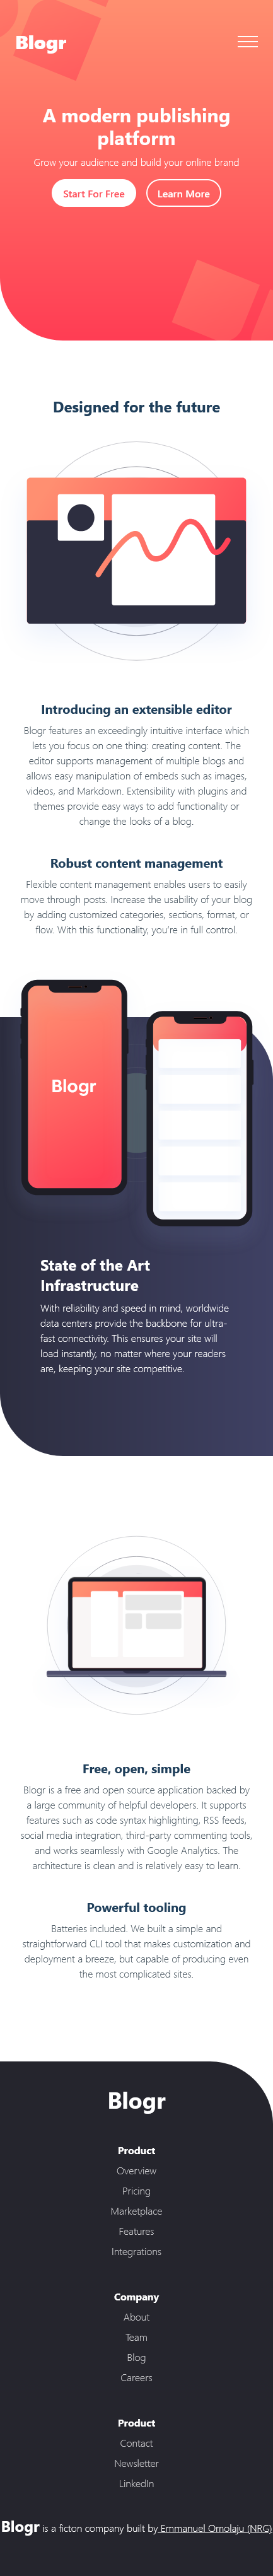 Blogr
A modern publishing
platform
Grow your audience and build your online brand
Start For Free
Learn More
Designed for the future
Introducing an extensible editor
Blogr features an exceedingly intuitive interface which
lets you focus on one thing: creating content. The
editor supports management of multiple blogs and
allows easy manipulation of embeds such as images,
videos, and Markdown. Extensibility with plugins and
themes provide easy ways to add functionality or
change the looks of a blog.
Robust content management
Flexible content management enables users to easily
move through posts. Increase the usability of your blog
by adding customized categories, sections, format, or
flow. With this functionality, you're in full control.
Blogr
State of the Art
Infrastructure
With reliability and speed in mind, worldwide
data centers provide the backbone for ultra-
fast connectivity. This ensures your site will
load instantly, no matter where your readers
are, keeping your site competitive.
Free, open, simple
Blogr is a free and open source application backed by
a large community of helpful developers. It supports
features such as code syntax highlighting, RSS feeds,
social media integration, third-party commenting tools,
and works seamlessly with Google Analytics. The
architecture is clean and is relatively easy to learn.
Powerful tooling
Batteries included. We built a simple and
straightforward CLI tool that makes customization and
deployment a breeze, but capable of producing even
the most complicated sites.
Blogr
Product
Overview
Pricing
Marketplace
Features
Integrations
Company
About
Team
Blog
Careers
Product
Contact
Newsletter
LinkedIn
Blogr is a ficton company built by Emmanuel Omolaju (NRG)